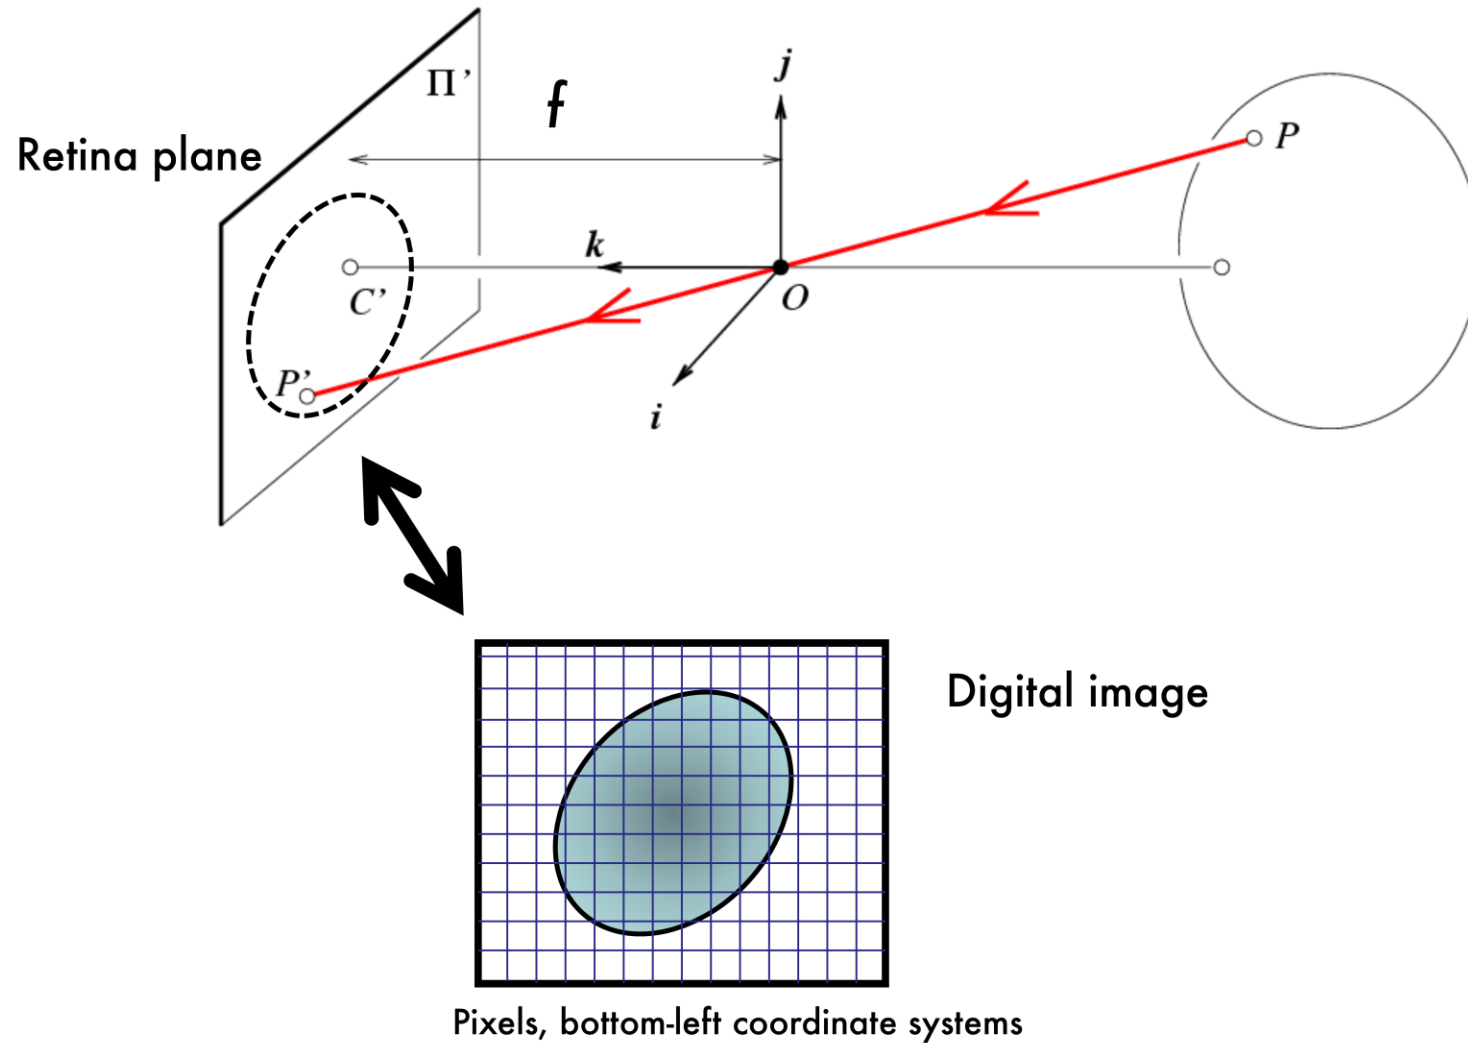 j
Π’
f
P
Retina plane
k
C’
O
P’
i
Digital image
Pixels, bottom-left coordinate systems